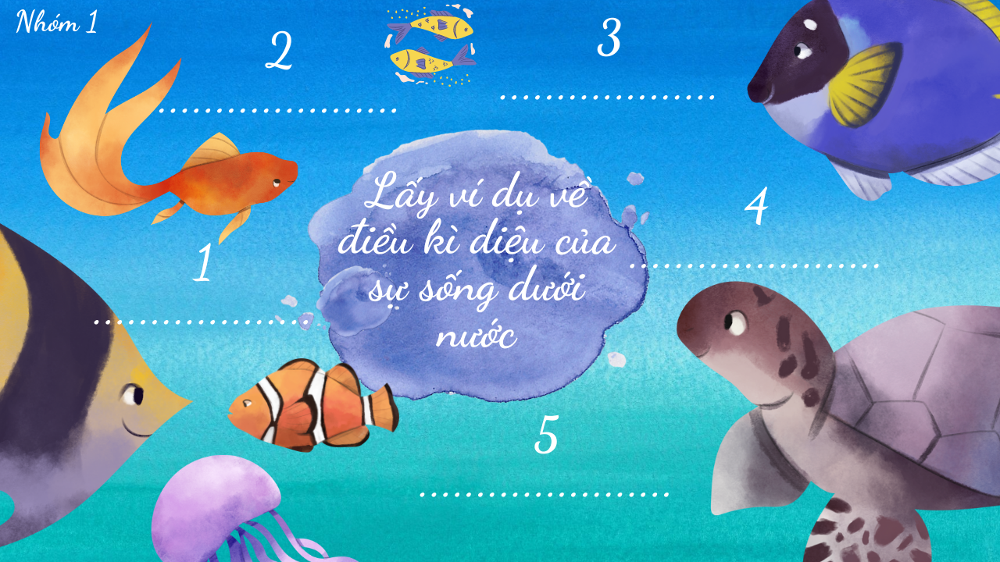 Nhóm 1
2
3
Lấy ví dụ về
điều kì diệu của
sự sống dưới
nước
4
1
5